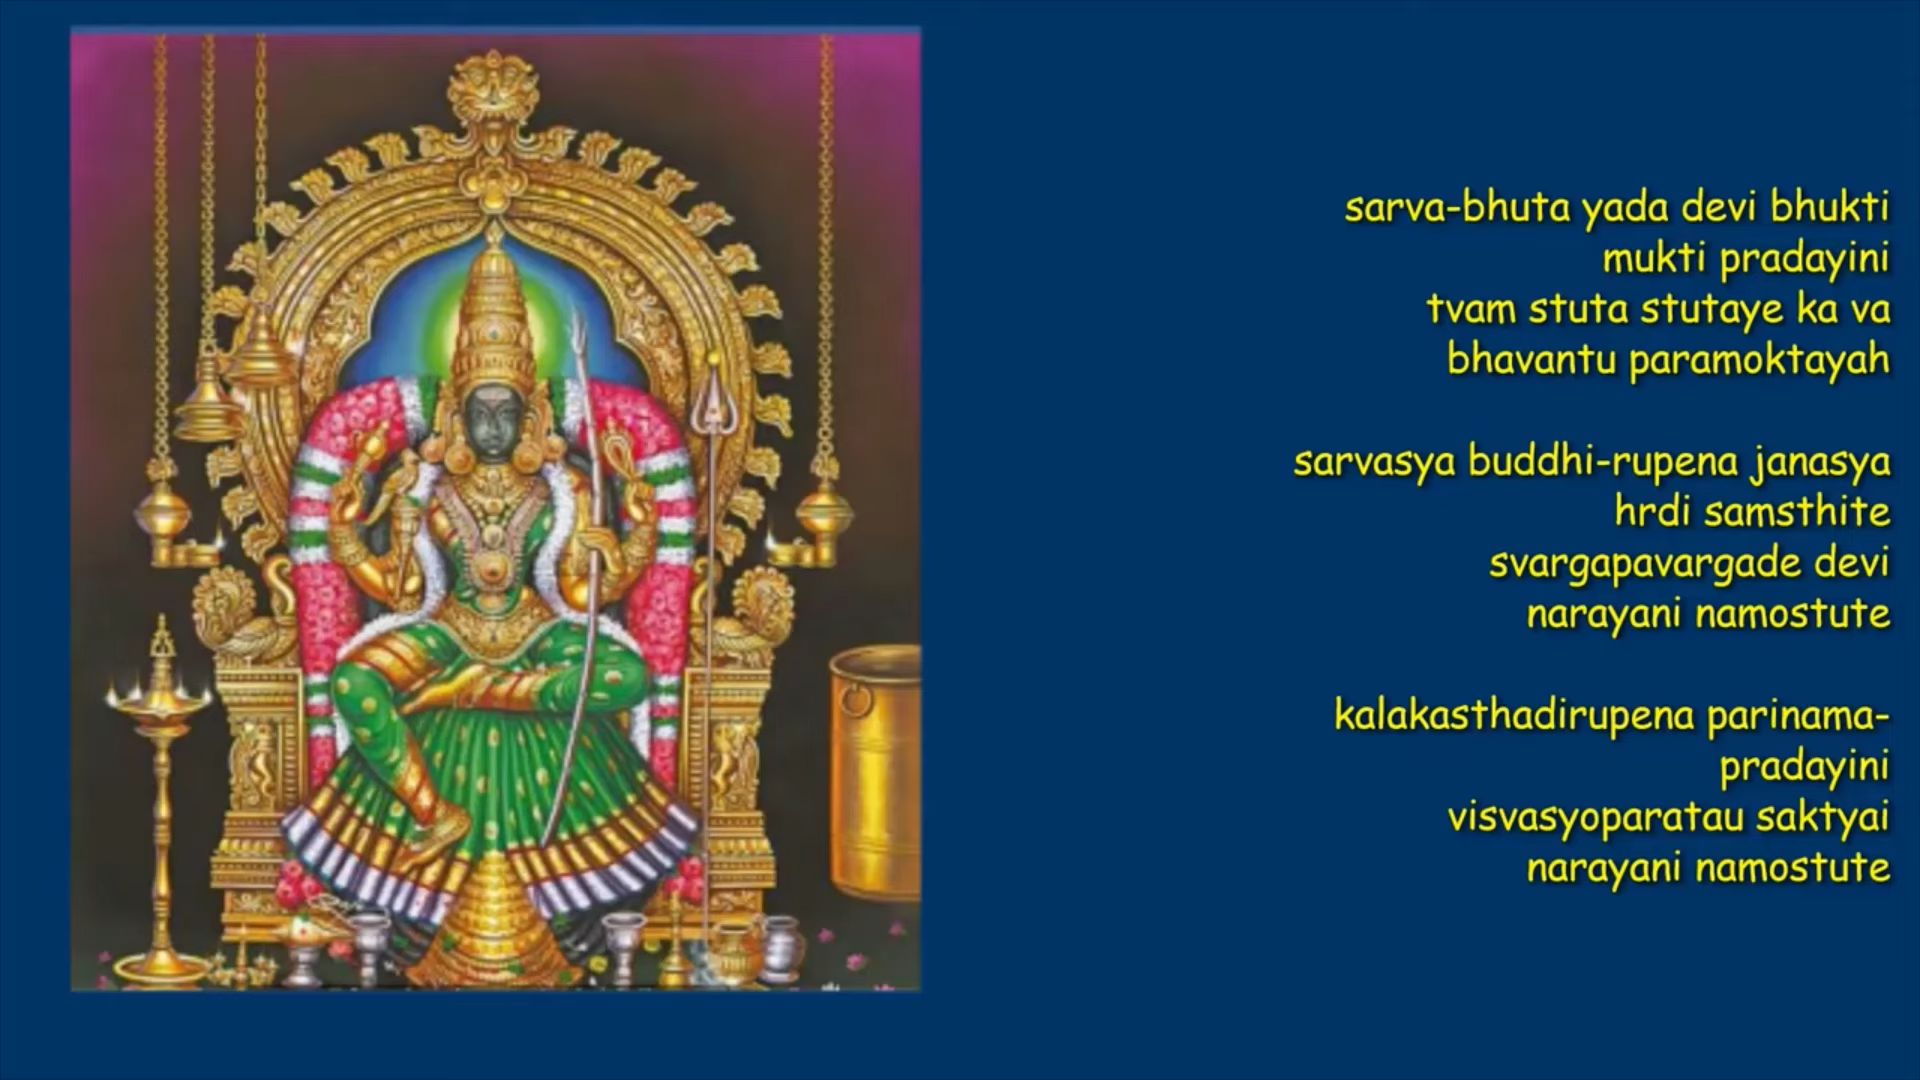 sarva-bhuta yada devi bhukti
mukti pradayini
tvam stuta stutaye ka va
bhavantu paramoktayah
sarvasya buddhi-rupena janasya
hrdi samsthite
svargapavargade devi
narayani namostute
kalakasthadirupena parinama-
pradayini
visvasyoparatau saktyai
narayani namostute